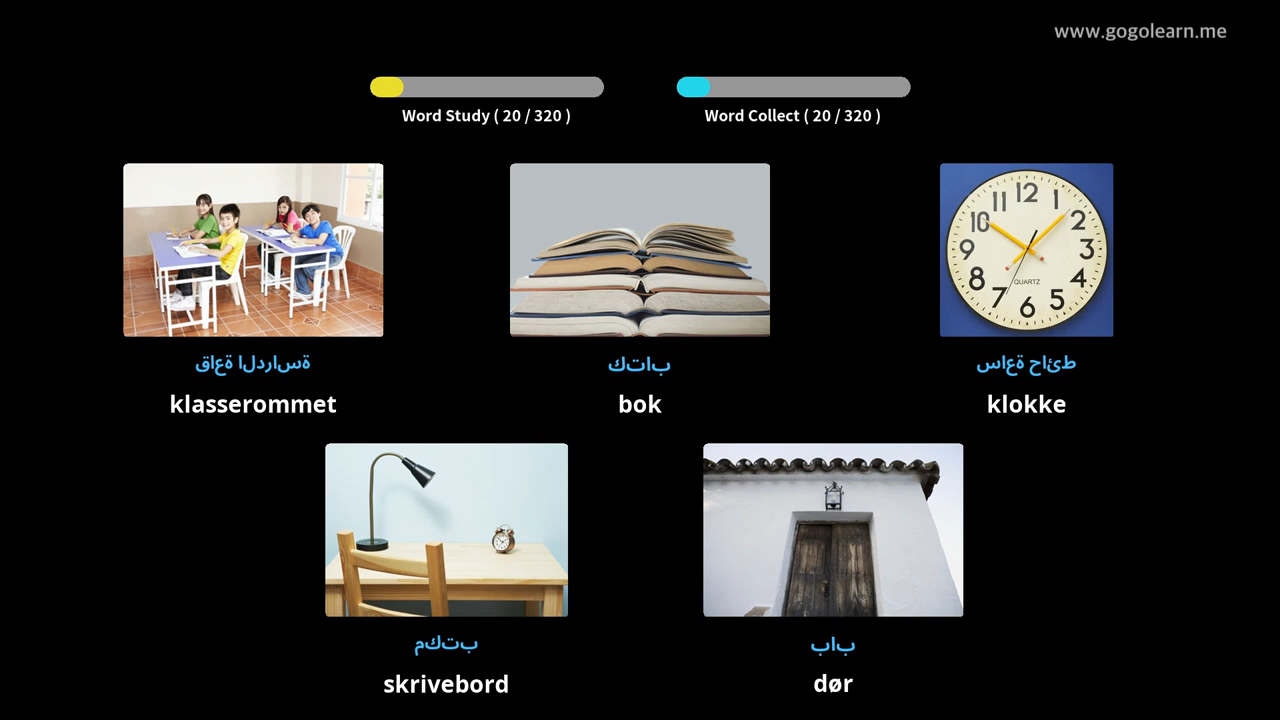 www.gogolearn.me
Word Study ( 20 / 320 )
Word Collect ( 20 / 320 )
12
1
2
3
4
5
6
7
8
9
10
11
QUARTZ
قاعة الدراسة
كتاب
ساعة حائط
klasserommet
bok
klokke
مكتب
باب
skrivebord
dør